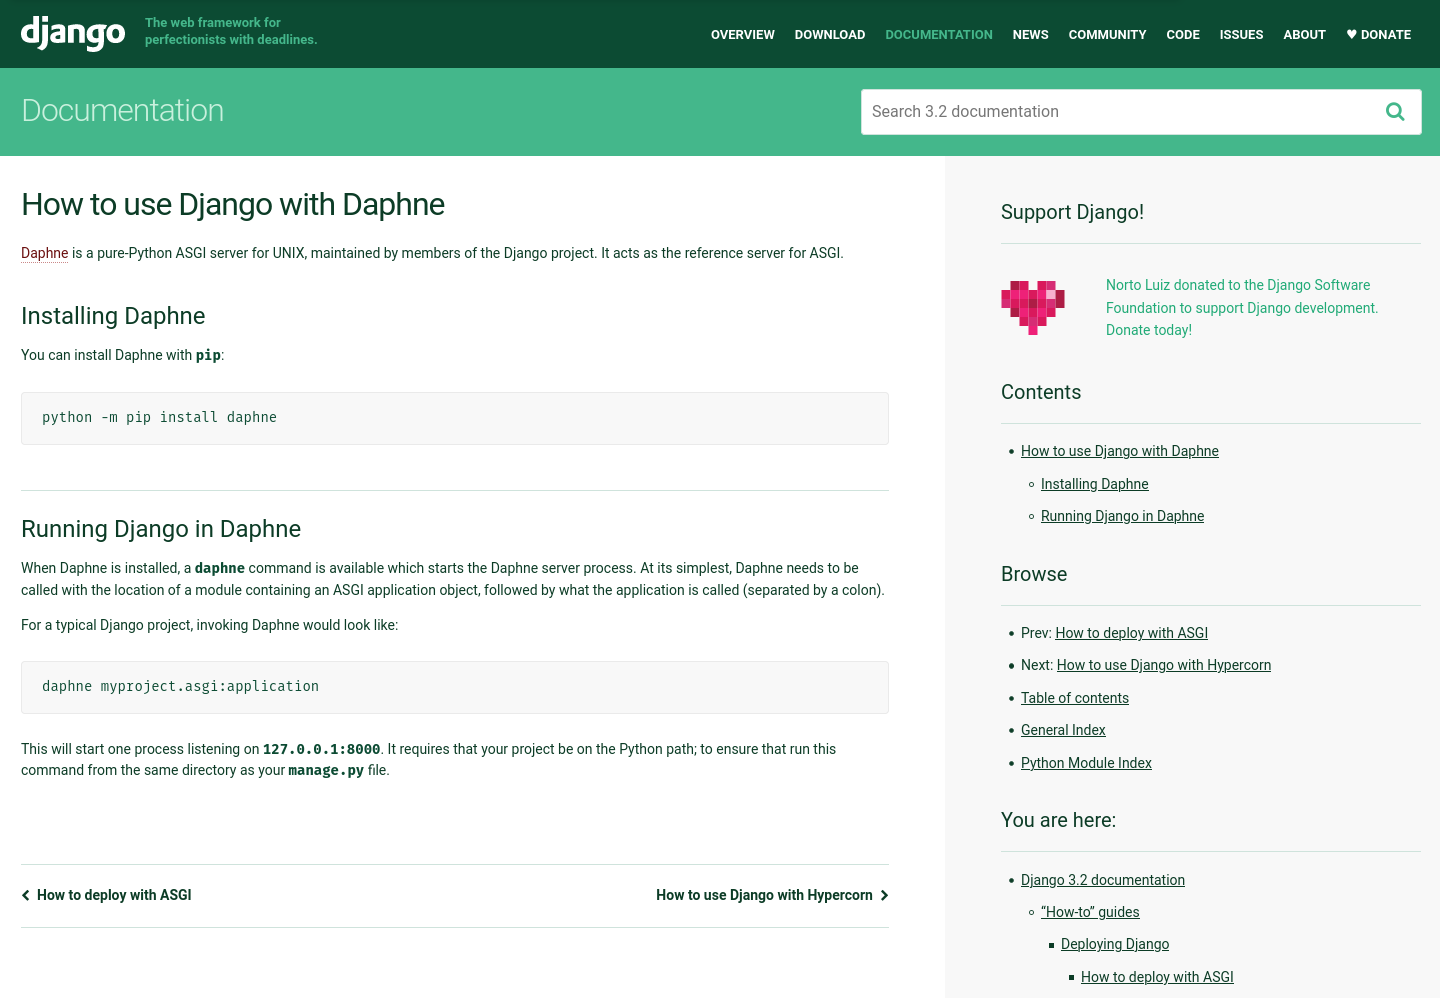 django
The web framework for
perfectionists with deadlines.
OVERVIEW DOWNLOAD DOCUMENTATION NEWS COMMUNITY CODE ISSUES ABOUT ♥ DONATE
Documentation
Search 3.2 documentation
How to use Django with Daphne
Daphne is a pure-Python ASGI server for UNIX, maintained by members of the Django project. It acts as the reference server for ASGI.
Installing Daphne
You can install Daphne with pip:
python -m pip install daphne
Running Django in Daphne
When Daphne is installed, a daphne command is available which starts the Daphne server process. At its simplest, Daphne needs to be
called with the location of a module containing an ASGI application object, followed by what the application is called (separated by a colon).
For a typical Django project, invoking Daphne would look like:
daphne myproject.asgi:application
This will start one process listening on 127.0.0.1:8000. It requires that your project be on the Python path; to ensure that run this
command from the same directory as your manage.py file.
How to deploy with ASGI
How to use Django with Hypercorn
Support Django!
Norto Luiz donated to the Django Software
Foundation to support Django development.
Donate today!
Contents
How to use Django with Daphne
Installing Daphne
Running Django in Daphne
Browse
Prev: How to deploy with ASGI
Next: How to use Django with Hypercorn
Table of contents
General Index
Python Module Index
You are here:
Django 3.2 documentation
“How-to” guides
Deploying Django
How to deploy with ASGI